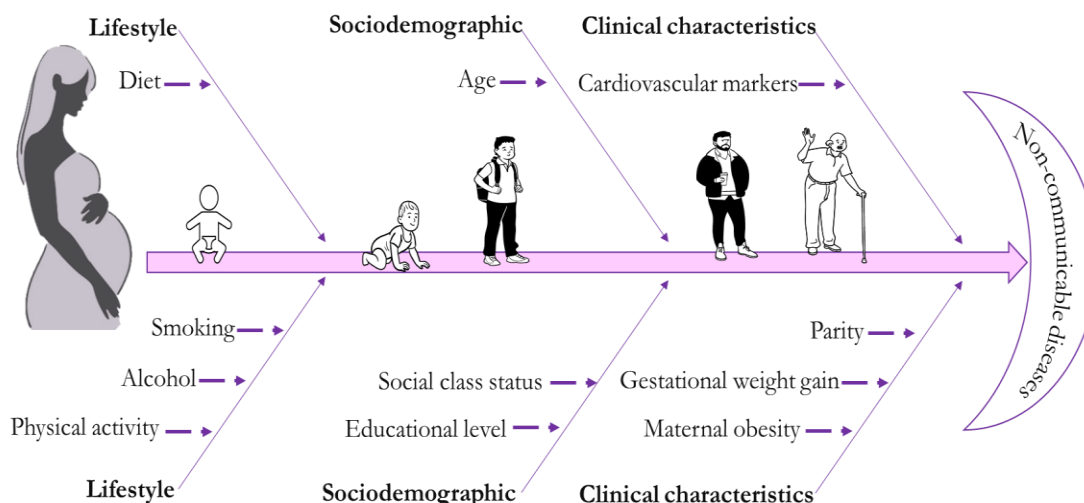 Lifestyle
Sociodemographic
Clinical characteristics
Diet
Age
Cardiovascular markers
Non-communicable diseases
Smoking
Parity
Alcohol
Social class status
Gestational weight gain
Physical activity
Educational level
Maternal obesity
Lifestyle
Sociodemographic
Clinical characteristics